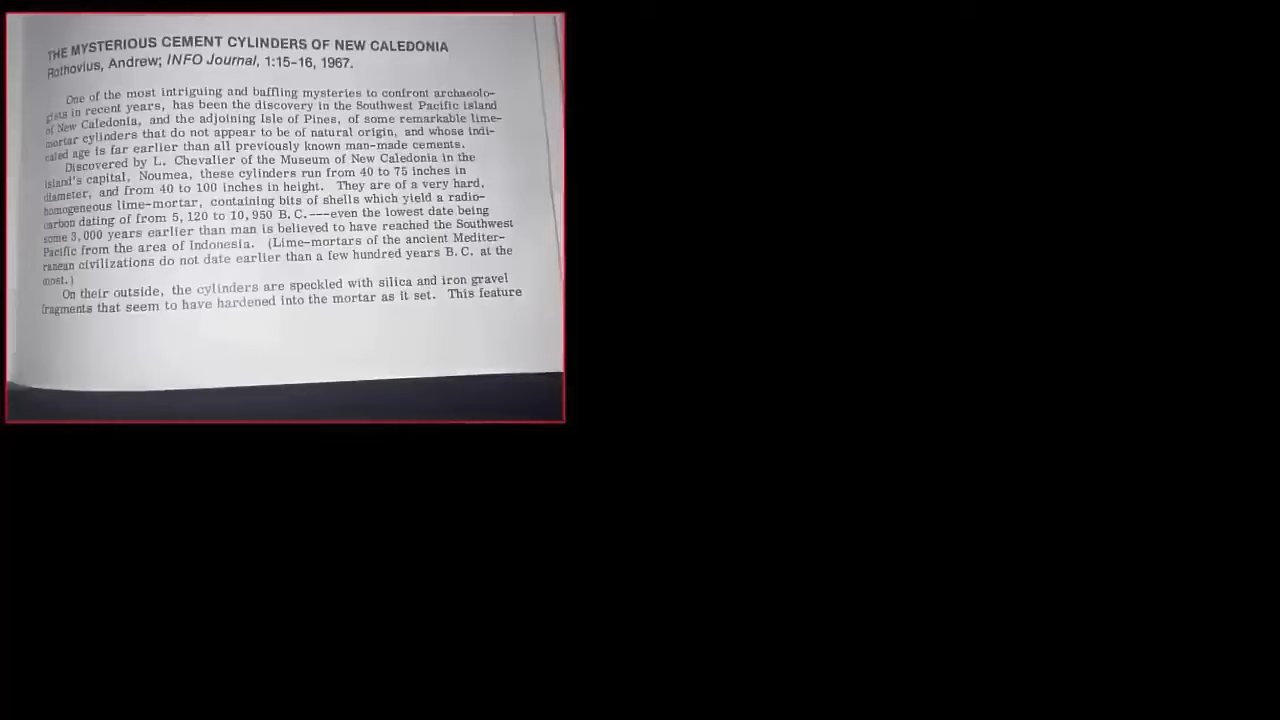 THE MYSTERIOUS CEMENT CYLINDERS OF NEW CALEDONIA
Rothovius, Andrew; INFO Journal, 1:15-16, 1967.
One of the most intriguing and baffling mysteries to confront archaeolo-
gists in recent years, has been the discovery in the Southwest Pacific island
of New Caledonia, and the adjoining Isle of Pines, of some remarkable lime-
mortar cylinders that do not appear to be of natural origin, and whose indi-
cated age is far earlier than all previously known man-made cements.
Discovered by L. Chevalier of the Museum of New Caledonia in the
island's capital, Noumea, these cylinders run from 40 to 75 inches in
diameter, and from 40 to 100 inches in height. They are of a very hard,
homogeneous lime-mortar, containing bits of shells which yield a radio-
carbon dating of from 5, 120 to 10, 950 B. C. ---even the lowest date being
some 3,000 years earlier than man is believed to have reached the Southwest
Pacific from the area of Indonesia. (Lime-mortars of the ancient Mediter-
ranean civilizations do not date earlier than a few hundred years B. C. at the
most.)
On their outside, the cylinders are speckled with silica and iron gravel
fragments that seem to have hardened into the mortar as it set. This feature